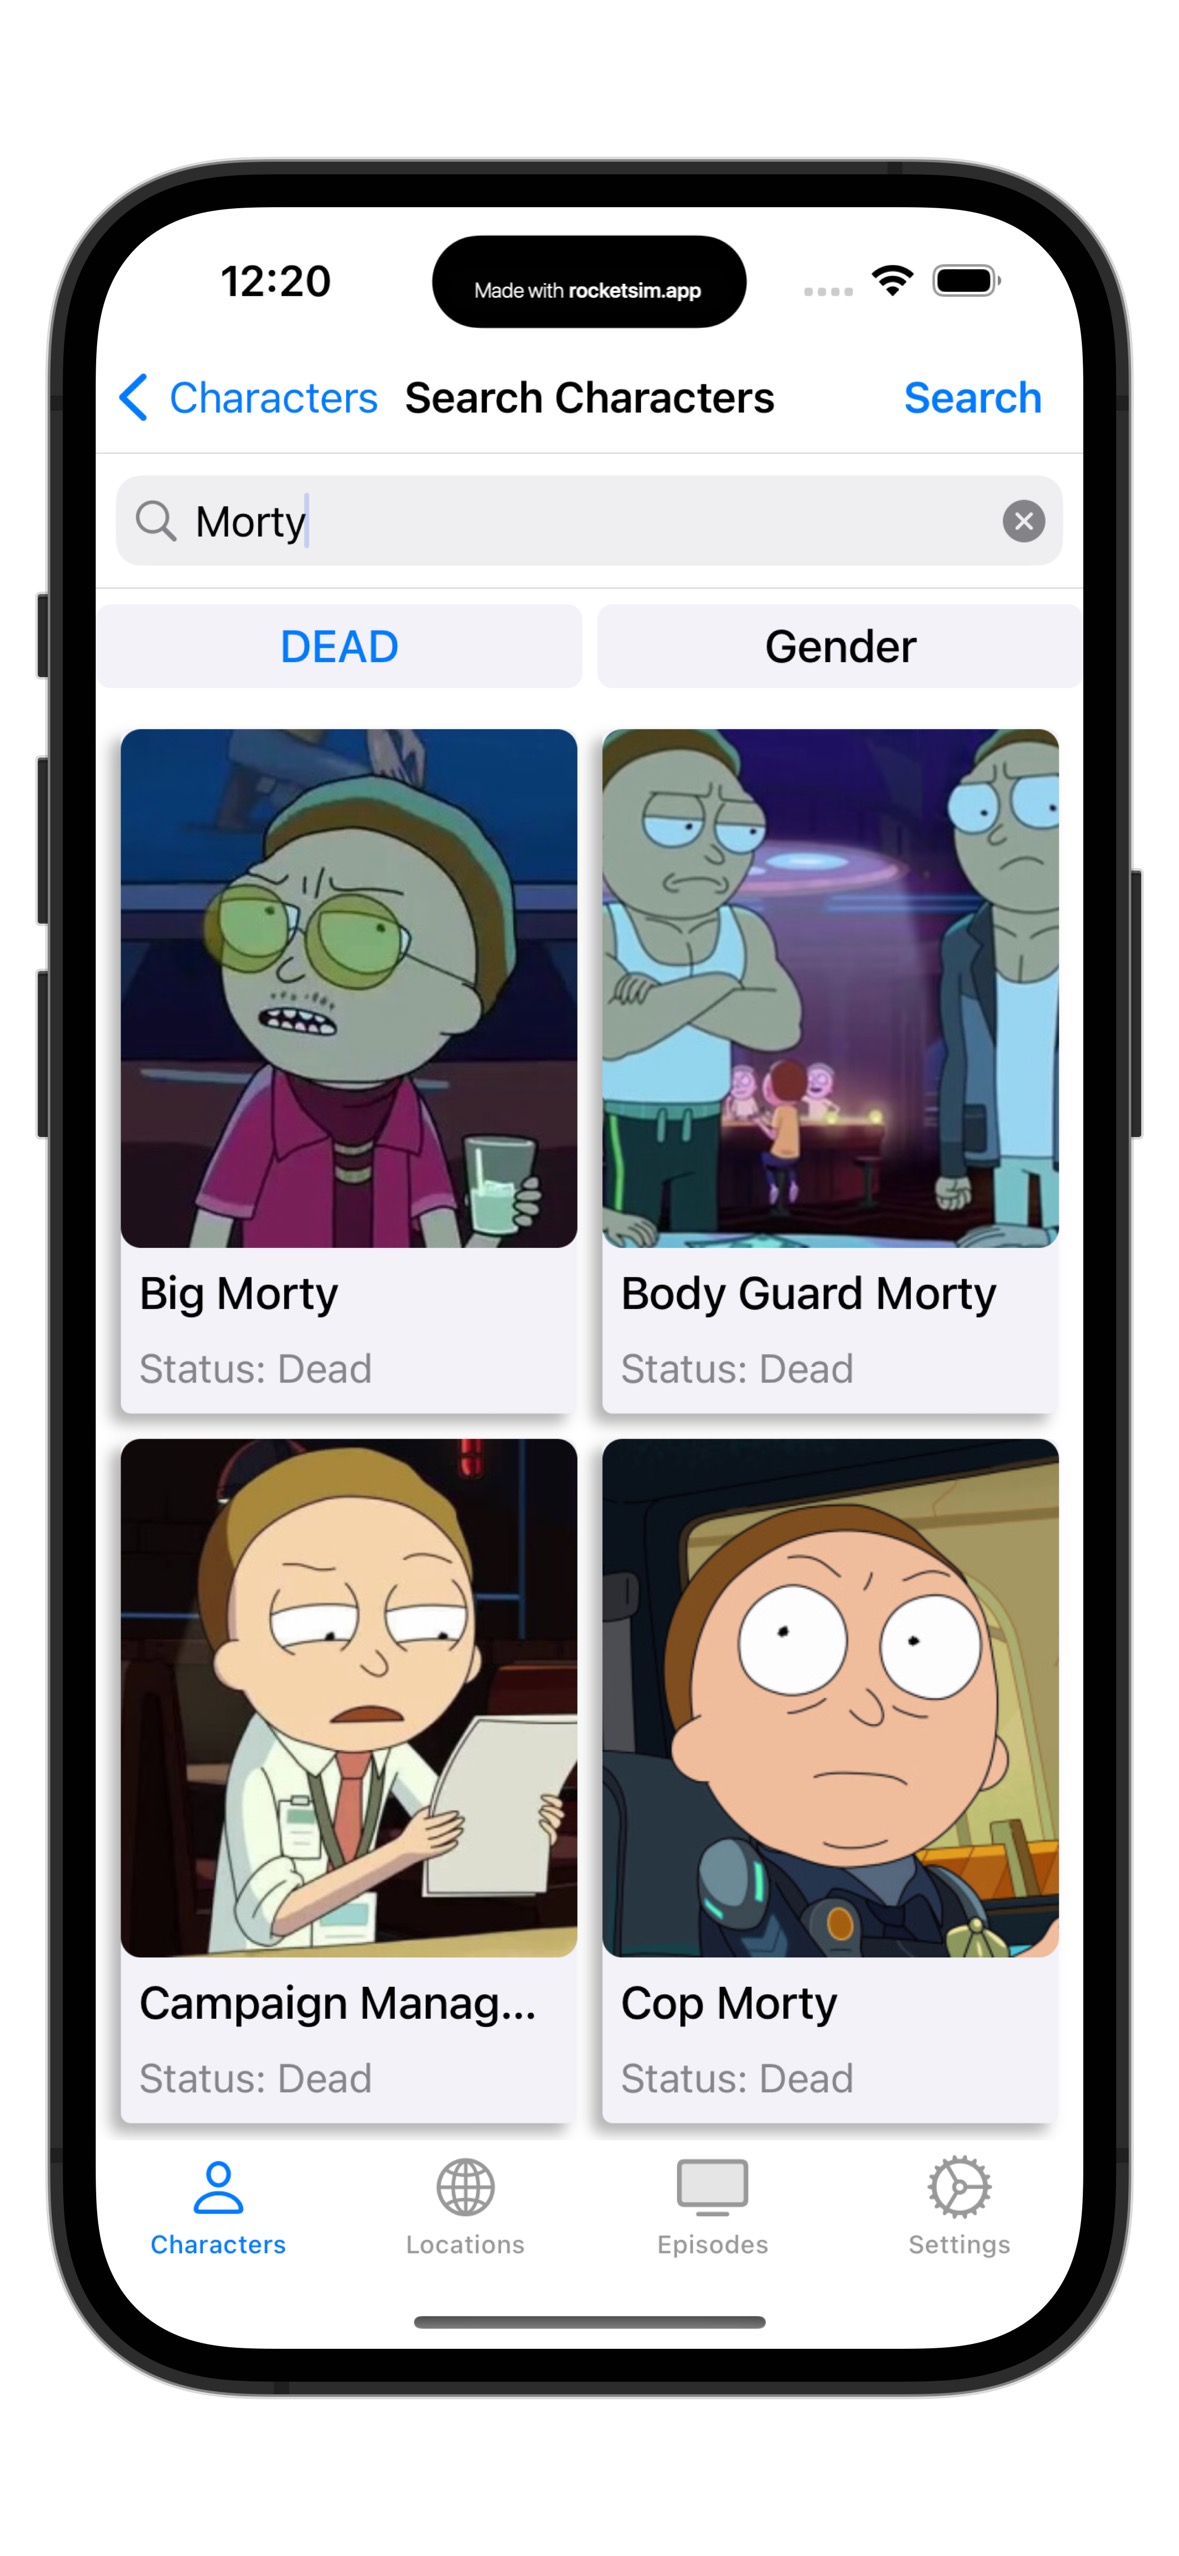 12:20
Made with rocketsim.app
Characters Search Characters Search
Morty
DEAD Gender
Big Morty Body Guard Morty
Status: Dead Status: Dead
Campaign Manag... Cop Morty
Status: Dead Status: Dead
Characters Locations Episodes Settings